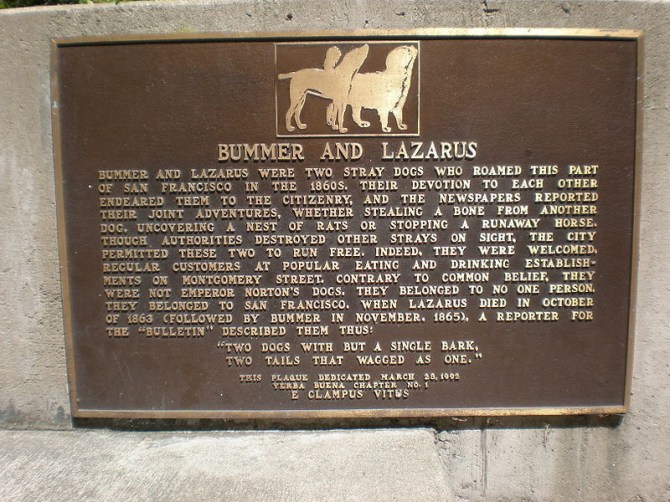 BUMMER AND LAZARUS
BUMMER AND LAZARUS WERE TWO STRAY DOGS WHO ROAMED THIS PART
OF SAN FRANCISCO IN THE 1860S. THEIR DEVOTION TO EACH OTHER
ENDEARED THEM TO THE CITIZENRY, AND THE NEWSPAPERS REPORTED
THEIR JOINT ADVENTURES, WHETHER STEALING A BONE FROM ANOTHER
DOG, UNCOVERING A NEST OF RATS OR STOPPING A RUNAWAY HORSE.
THOUGH AUTHORITIES DESTROYED OTHER STRAYS ON SIGHT, THE CITY
PERMITTED THESE TWO TO RUN FREE. INDEED, THEY WERE WELCOMED,
REGULAR CUSTOMERS AT POPULAR EATING AND DRINKING ESTABLISH-
MENTS ON MONTGOMERY STREET. CONTRARY TO COMMON BELIEF, THEY
WERE NOT EMPEROR NORTON'S DOGS. THEY BELONGED TO NO ONE PERSON.
THEY BELONGED TO SAN FRANCISCO. WHEN LAZARUS DIED IN OCTOBER
OF 1863 (FOLLOWED BY BUMMER IN NOVEMBER, 1865), A REPORTER FOR
THE "BULLETIN" DESCRIBED THEM THUS:
"TWO DOGS WITH BUT A SINGLE BARK,
TWO TAILS THAT WAGGED AS ONE."
THIS PLAQUE DEDICATED MARCH 28, 1992
YERBA BUENA CHAPTER NO. 1
E CLAMPUS VITUS